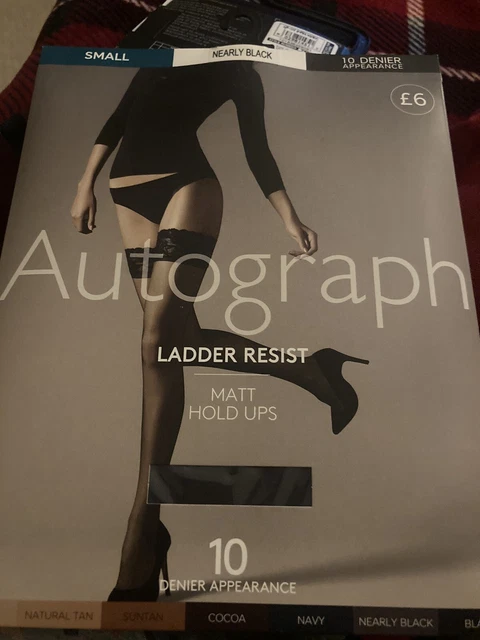 SMALL
NEARLY BLACK
10 DENIER
APPEARANCE
£6
Autograph
LADDER RESIST
MATT
HOLD UPS
10
DENIER APPEARANCE
NATURAL TAN
SUNTAN
COCOA
NAVY
NEARLY BLACK
BLA